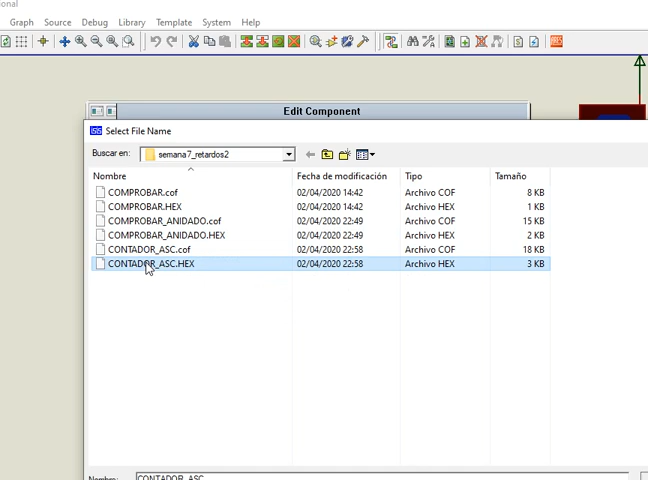 onal
Graph Source Debug Library Template System Help
Edit Component
ISIS Select File Name
Buscar en: semana7_retardos2
Nombre Fecha de modificación Tipo Tamaño
COMPROBAR.cof 02/04/2020 14:42 Archivo COF 8 KB
COMPROBAR.HEX 02/04/2020 14:42 Archivo HEX 1 KB
COMPROBAR_ANIDADO.cof 02/04/2020 22:49 Archivo COF 15 KB
COMPROBAR_ANIDADO.HEX 02/04/2020 22:49 Archivo HEX 2 KB
CONTADOR_ASC.cof 02/04/2020 22:58 Archivo COF 18 KB
CONTADOR_ASC.HEX 02/04/2020 22:58 Archivo HEX 3 KB
Nombre: CONTADOR_ASC